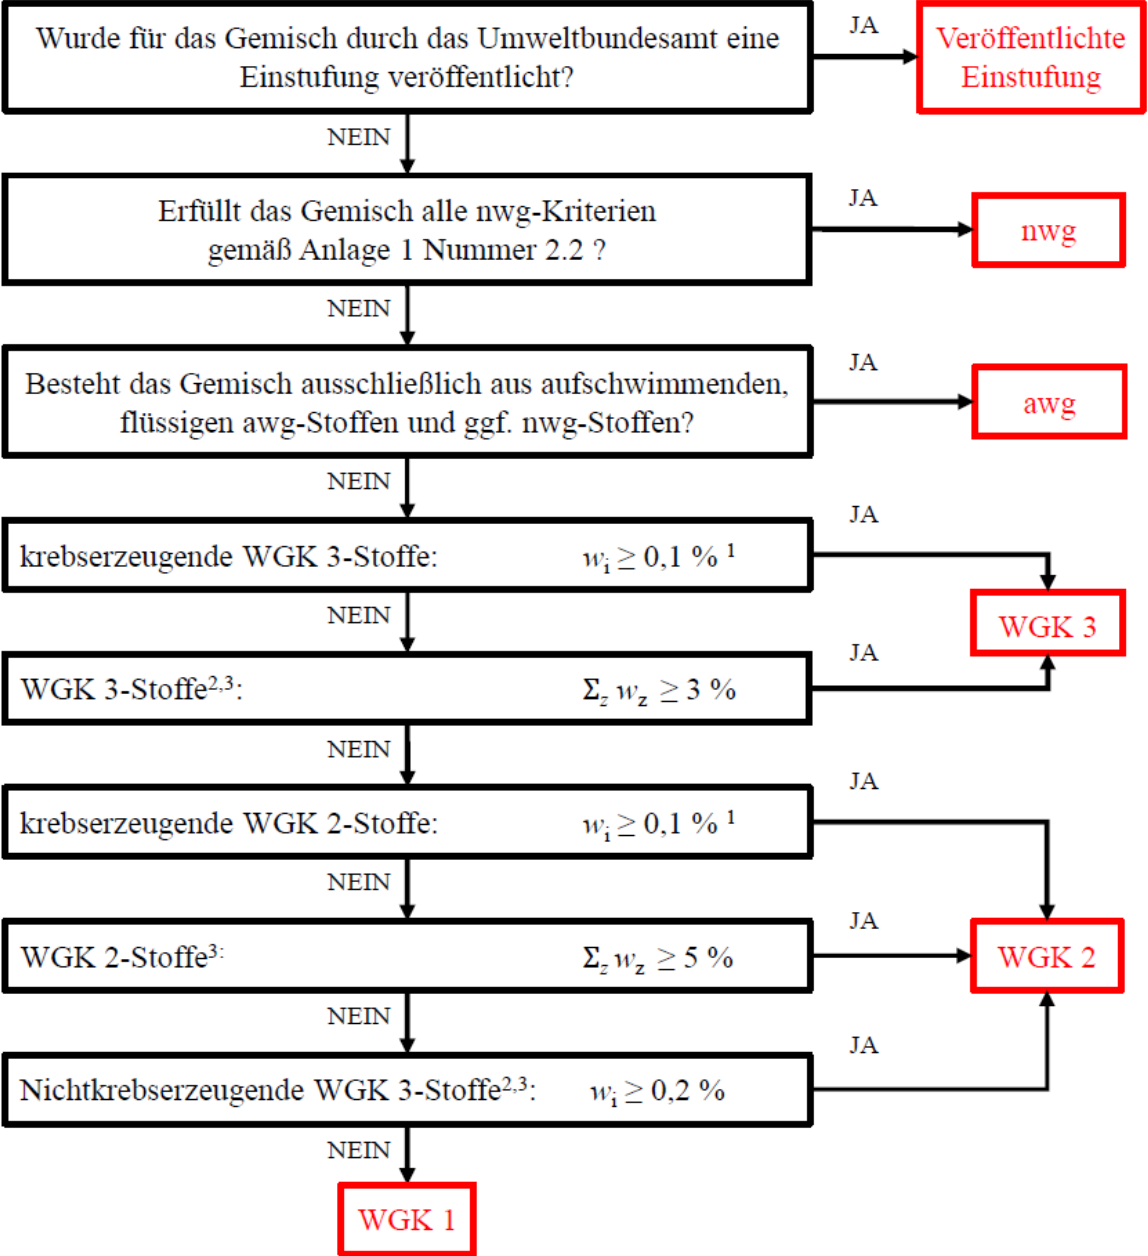 Wurde für das Gemisch durch das Umweltbundesamt eine
Einstufung veröffentlicht?
JA
Veröffentlichte
Einstufung
NEIN
Erfüllt das Gemisch alle nwg-Kriterien
gemäß Anlage 1 Nummer 2.2 ?
JA
nwg
NEIN
Besteht das Gemisch ausschließlich aus aufschwimmenden,
flüssigen awg-Stoffen und ggf. nwg-Stoffen?
JA
awg
NEIN
krebserzeugende WGK 3-Stoffe: wᵢ ≥ 0,1 % ¹
JA
WGK 3
NEIN
WGK 3-Stoffe²,³: Σz wz ≥ 3 %
JA
NEIN
krebserzeugende WGK 2-Stoffe: wᵢ ≥ 0,1 % ¹
JA
NEIN
WGK 2-Stoffe³: Σz wz ≥ 5 %
JA
WGK 2
NEIN
Nichtkrebserzeugende WGK 3-Stoffe²,³: wᵢ ≥ 0,2 %
JA
NEIN
WGK 1